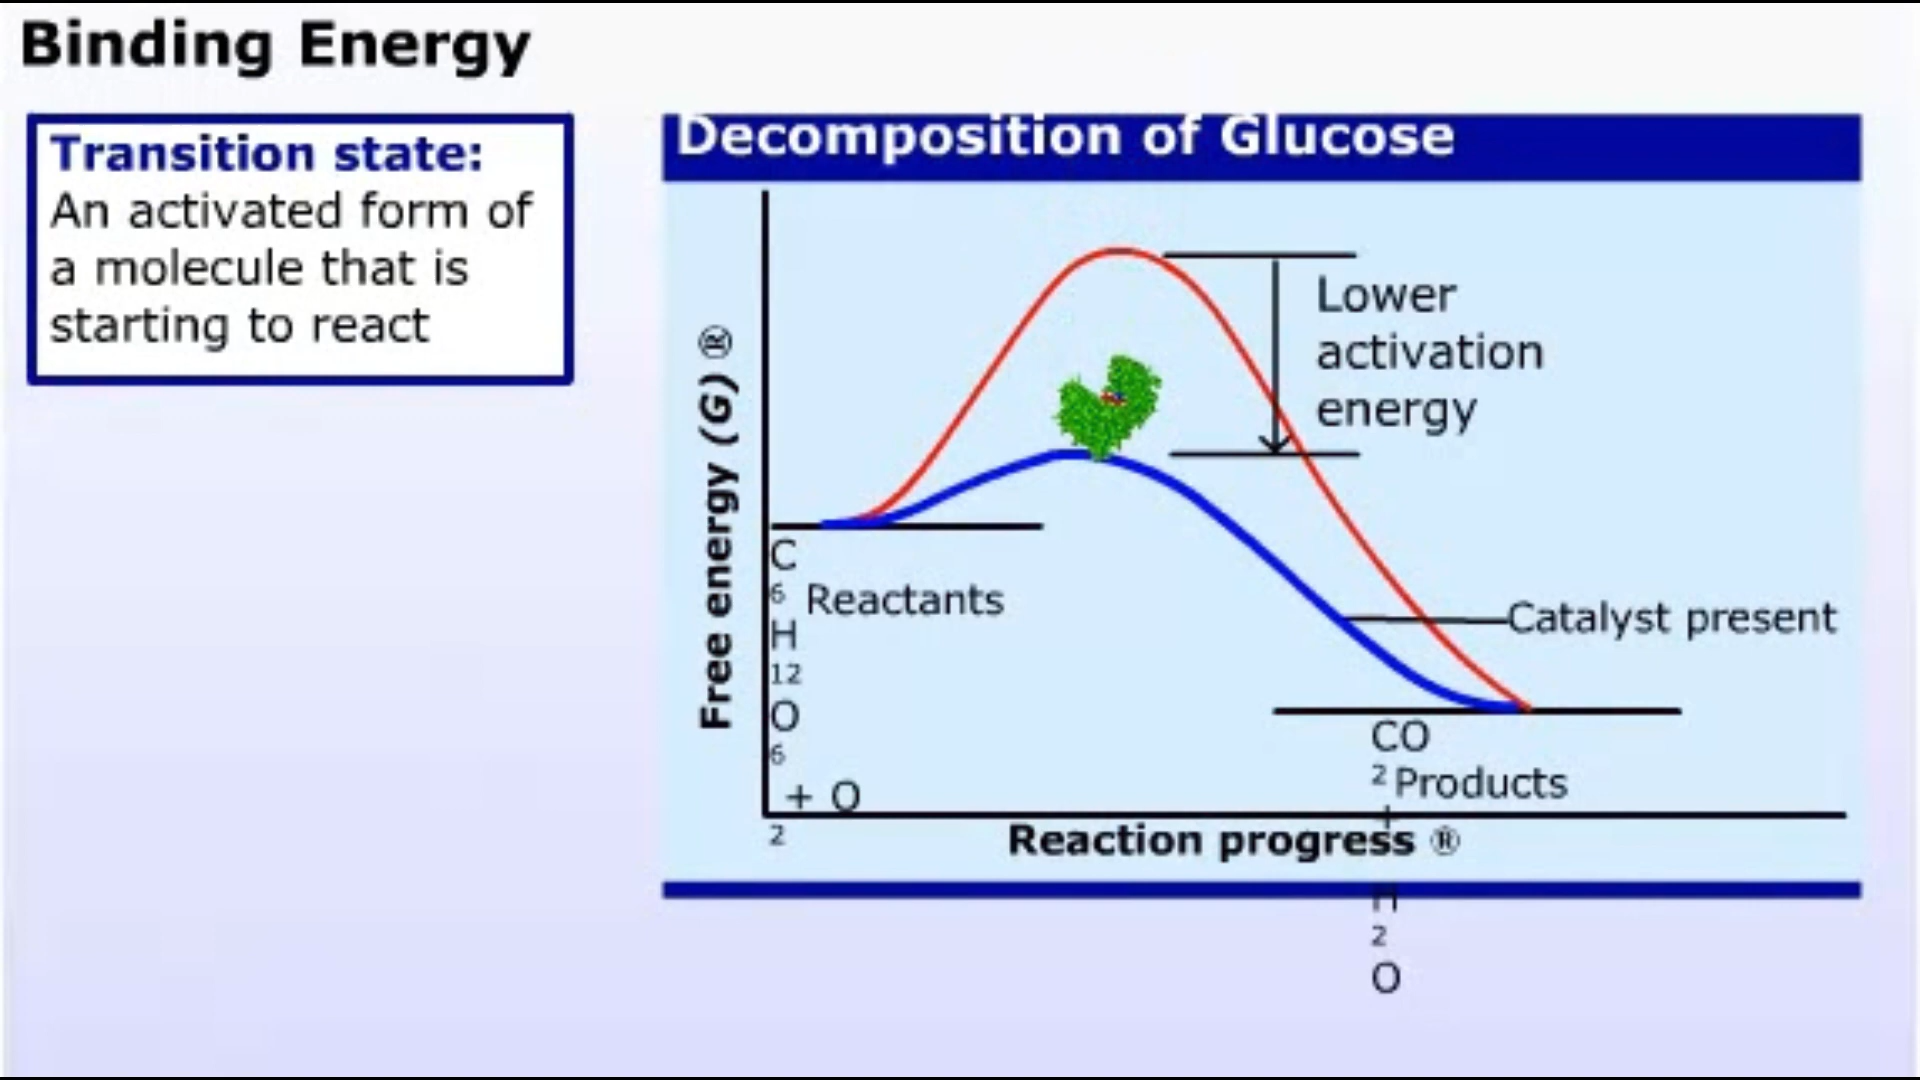 Binding Energy
Transition state:
An activated form of
a molecule that is
starting to react
Decomposition of Glucose
Free energy (G) ®
Lower
activation
energy
C
6
H
12
O
6
+ O
2
Reactants
Catalyst present
CO
2
+
H
2
O
Products
Reaction progress ®